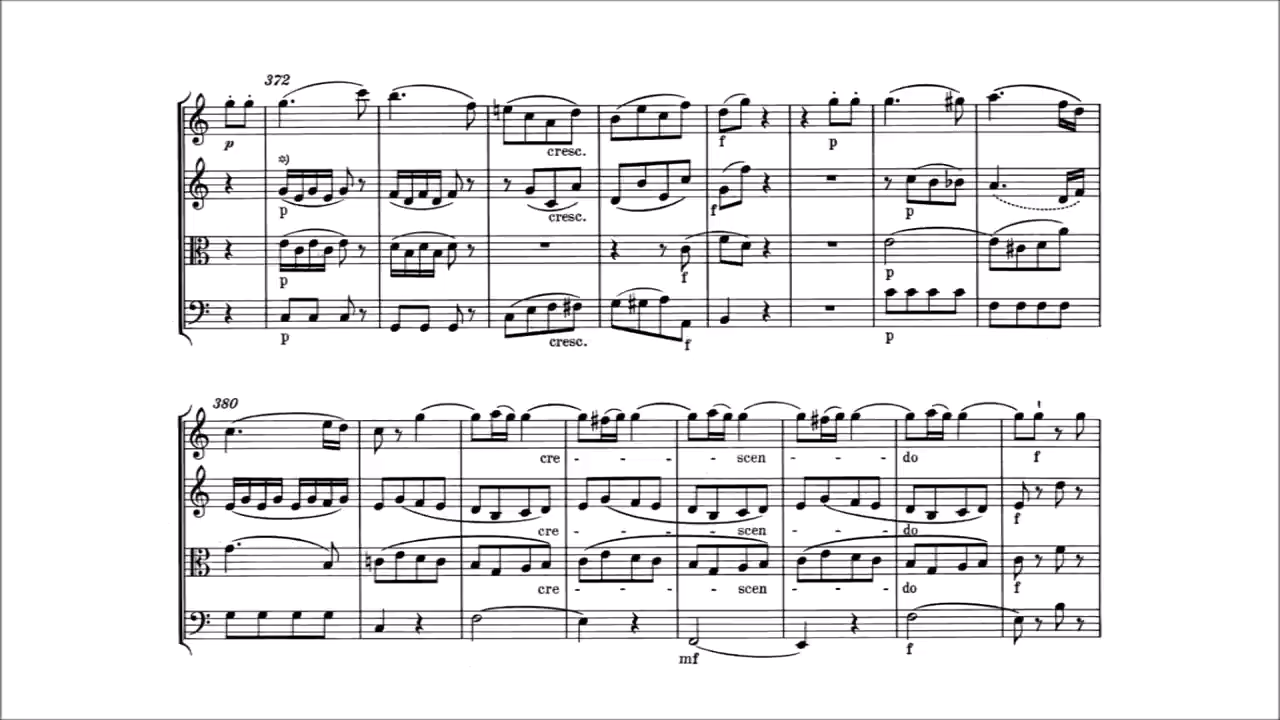 372
p
*)
cresc.
f
p
p
cresc.
f
p
p
f
p
p
cresc.
f
p
380
cre - - - scen - - - do f
cre - - - scen - - - do f
cre - - - scen - - - do f
mf f